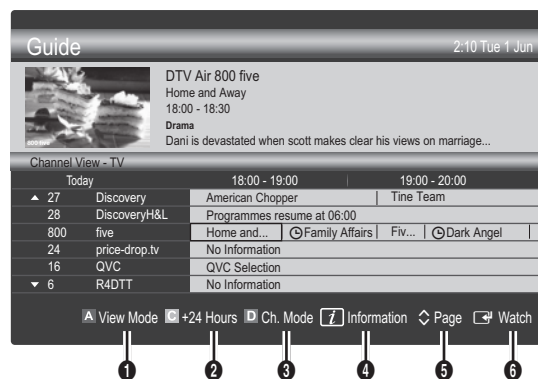 Guide 2:10 Tue 1 Jun
DTV Air 800 five
Home and Away
18:00 - 18:30
Drama
Dani is devastated when scott makes clear his views on marriage...
800 five
Channel View - TV
Today 18:00 - 19:00 19:00 - 20:00
▲ 27 Discovery American Chopper Tine Team
28 DiscoveryH&L Programmes resume at 06:00
800 five Home and... Family Affairs Fiv... Dark Angel
24 price-drop.tv No Information
16 QVC QVC Selection
▼ 6 R4DTT No Information
A View Mode C +24 Hours D Ch. Mode i Information Page Watch
1 2 3 4 5 6